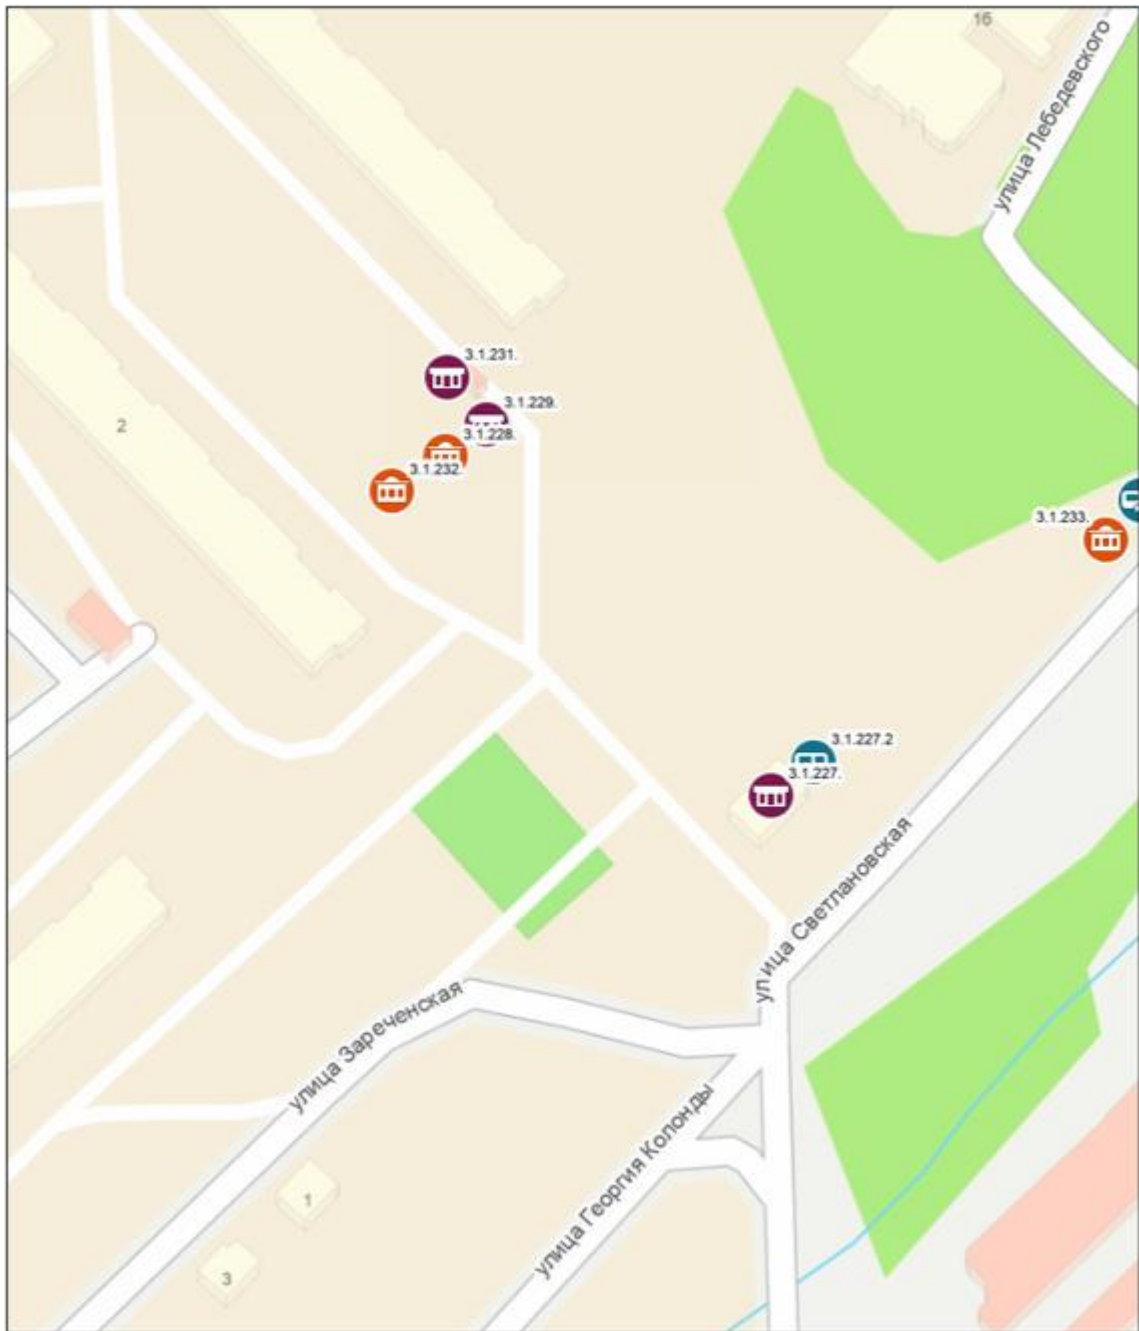 16
улица Лебедевского
3.1.231.
3.1.229.
2
3.1.228.
3.1.232.
3.1.233.
3.1.227.2
3.1.227.
улица Светлановская
улица Зареченская
улица Георгия Колонды
1
3